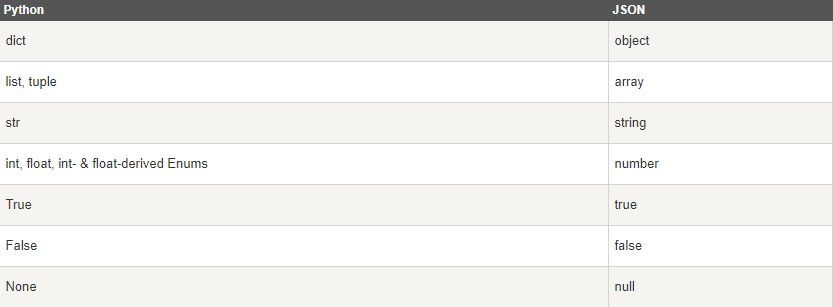 Python JSON
dict object
list, tuple array
str string
int, float, int- & float-derived Enums number
True true
False false
None null